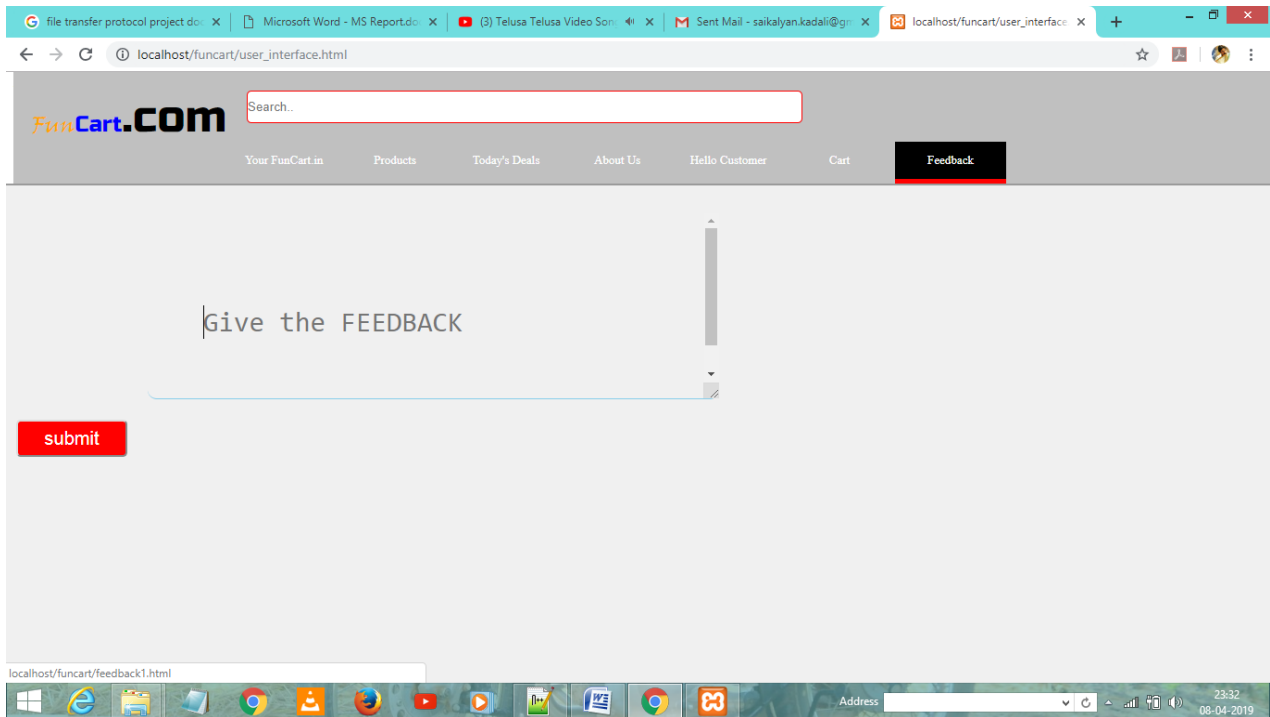 file transfer protocol project doc
Microsoft Word - MS Report.do
(3) Telusa Telusa Video Song
Sent Mail - saikalyan.kadali@gm
localhost/funcart/user_interface
localhost/funcart/user_interface.html
FunCart.com
Search..
Your FunCart.in Products Today's Deals About Us Hello Customer Cart Feedback
Give the FEEDBACK
submit
localhost/funcart/feedback1.html
Address
23:32
08-04-2019